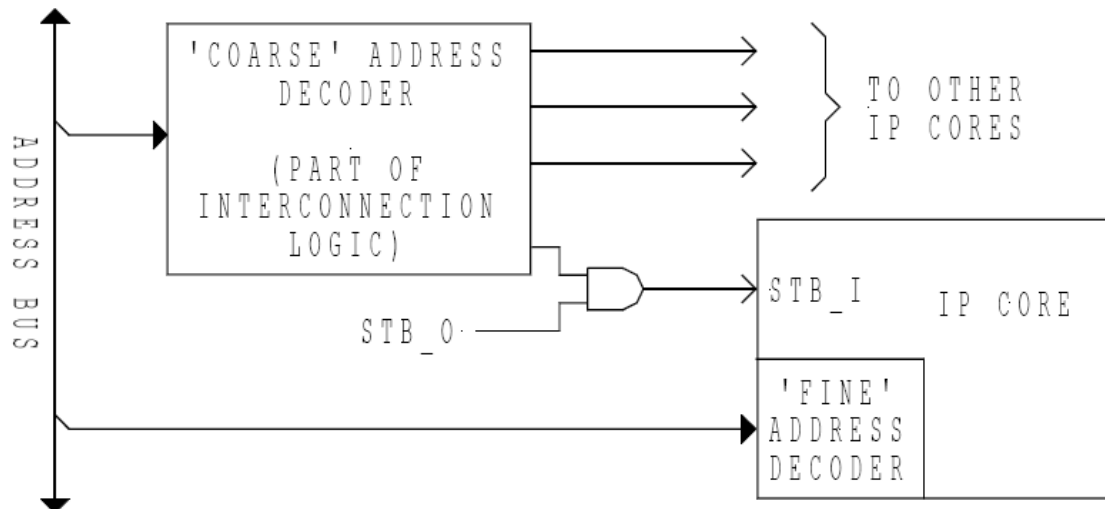 'COARSE' ADDRESS
DECODER
(PART OF
INTERCONNECTION
LOGIC)
TO OTHER
IP CORES
ADDRESS BUS
STB_O
STB_I
IP CORE
'FINE'
ADDRESS
DECODER